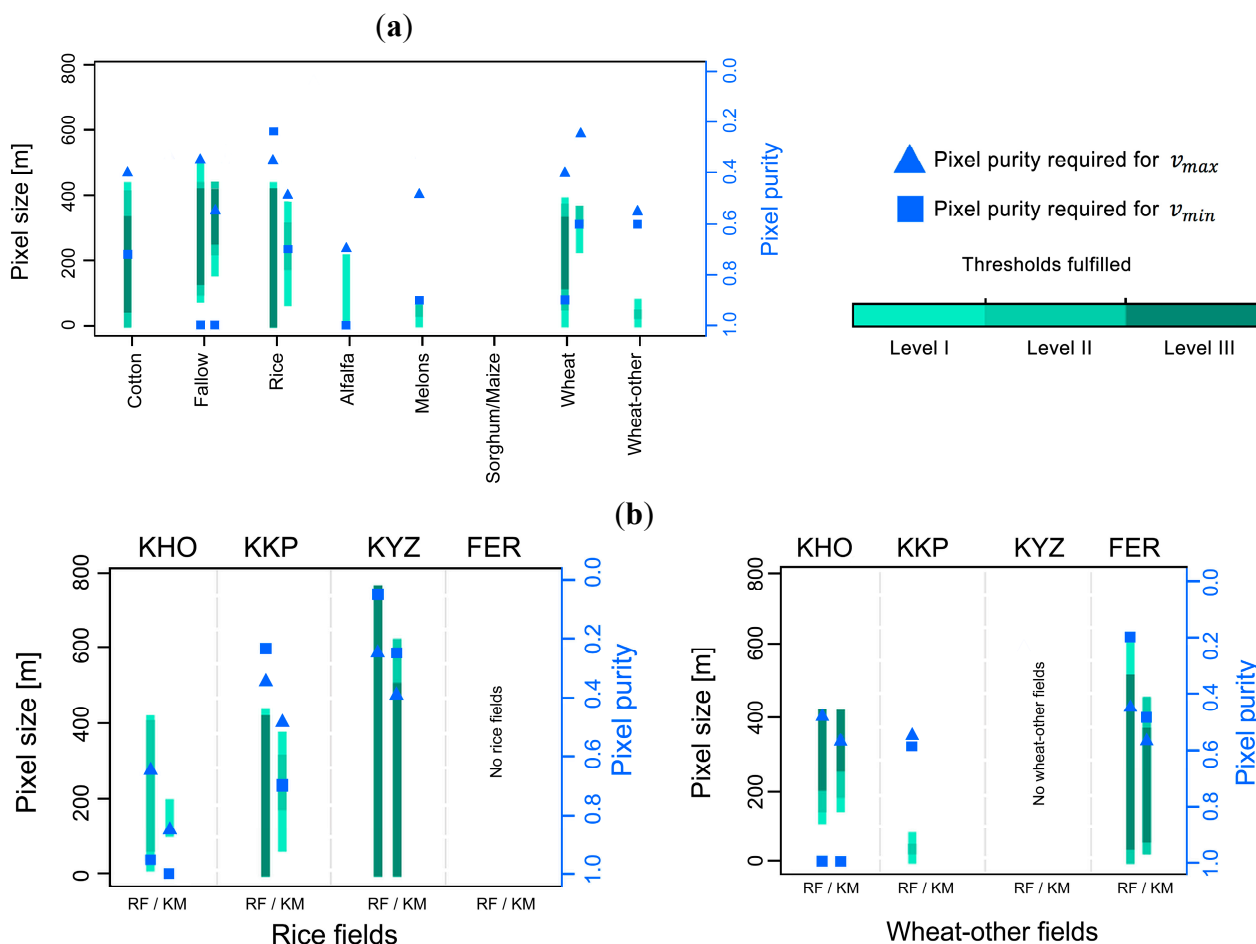 (a)
Pixel size [m]
800
600
400
200
0
0.0
0.2
0.4
0.6
0.8
1.0
Pixel purity
Cotton
Fallow
Rice
Alfalfa
Melons
Sorghum/Maize
Wheat
Wheat-other
Pixel purity required for vmax
Pixel purity required for vmin
Thresholds fulfilled
Level I
Level II
Level III
(b)
KHO
KKP
KYZ
FER
Pixel size [m]
800
600
400
200
0
No rice fields
0.0
0.2
0.4
0.6
0.8
1.0
Pixel purity
RF / KM
RF / KM
RF / KM
RF / KM
Rice fields
KHO
KKP
KYZ
FER
Pixel size [m]
800
600
400
200
0
No wheat-other fields
0.0
0.2
0.4
0.6
0.8
1.0
Pixel purity
RF / KM
RF / KM
RF / KM
RF / KM
Wheat-other fields